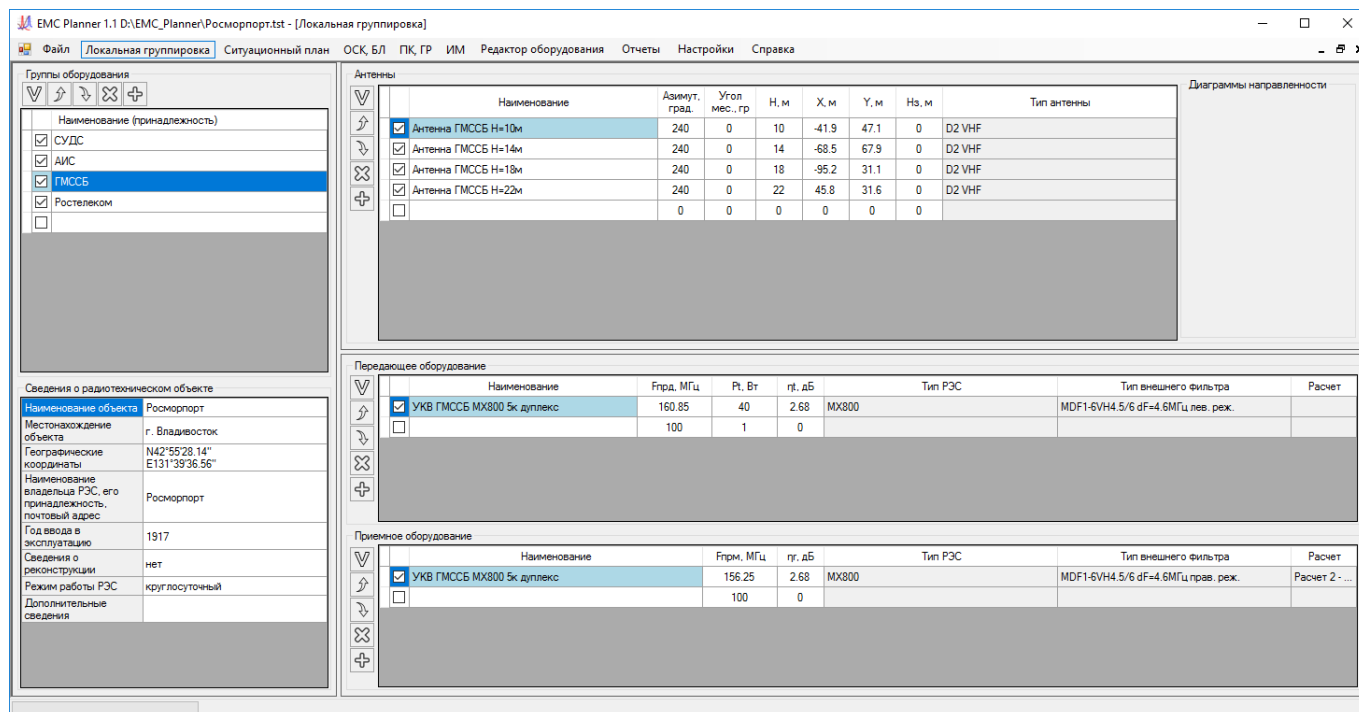 EMC Planner 1.1 D:\EMC_Planner\Росморпорт.tst - [Локальная группировка]
Файл Локальная группировка Ситуационный план ОСК, БЛ ПК, ГР ИМ Редактор оборудования Отчеты Настройки Справка
Группы оборудования
Наименование (принадлежность)
СУДС
АИС
ГМССБ
Ростелеком
Антенны
Наименование Азимут, град. Угол мес., гр Н, м X, м Y, м Нз, м Тип антенны
Антенна ГМССБ Н=10м 240 0 10 -41.9 47.1 0 D2 VHF
Антенна ГМССБ Н=14м 240 0 14 -68.5 67.9 0 D2 VHF
Антенна ГМССБ Н=18м 240 0 18 -95.2 31.1 0 D2 VHF
Антенна ГМССБ Н=22м 240 0 22 45.8 31.6 0 D2 VHF
0 0 0 0 0 0
Диаграммы направленности
Сведения о радиотехническом объекте
Наименование объекта Росморпорт
Местонахождение
объекта
г. Владивосток
Географические
координаты
N42°55'28.14"
E131°39'36.56"
Наименование
владельца РЭС, его
принадлежность,
почтовый адрес
Росморпорт
Год ввода в
эксплуатацию
1917
Сведения о
реконструкции
нет
Режим работы РЭС круглосуточный
Дополнительные
сведения
Передающее оборудование
Наименование Fпрд, МГц Pt, Вт ηt, дБ Тип РЭС Тип внешнего фильтра Расчет
УКВ ГМССБ MX800 5к дуплекс 160.85 40 2.68 MX800 MDF1-6VH4.5/6 dF=4.6МГц лев. реж.
100 1 0
Приемное оборудование
Наименование Fпрм, МГц ηr, дБ Тип РЭС Тип внешнего фильтра Расчет
УКВ ГМССБ MX800 5к дуплекс 156.25 2.68 MX800 MDF1-6VH4.5/6 dF=4.6МГц прав. реж. Расчет 2 - ...
100 0